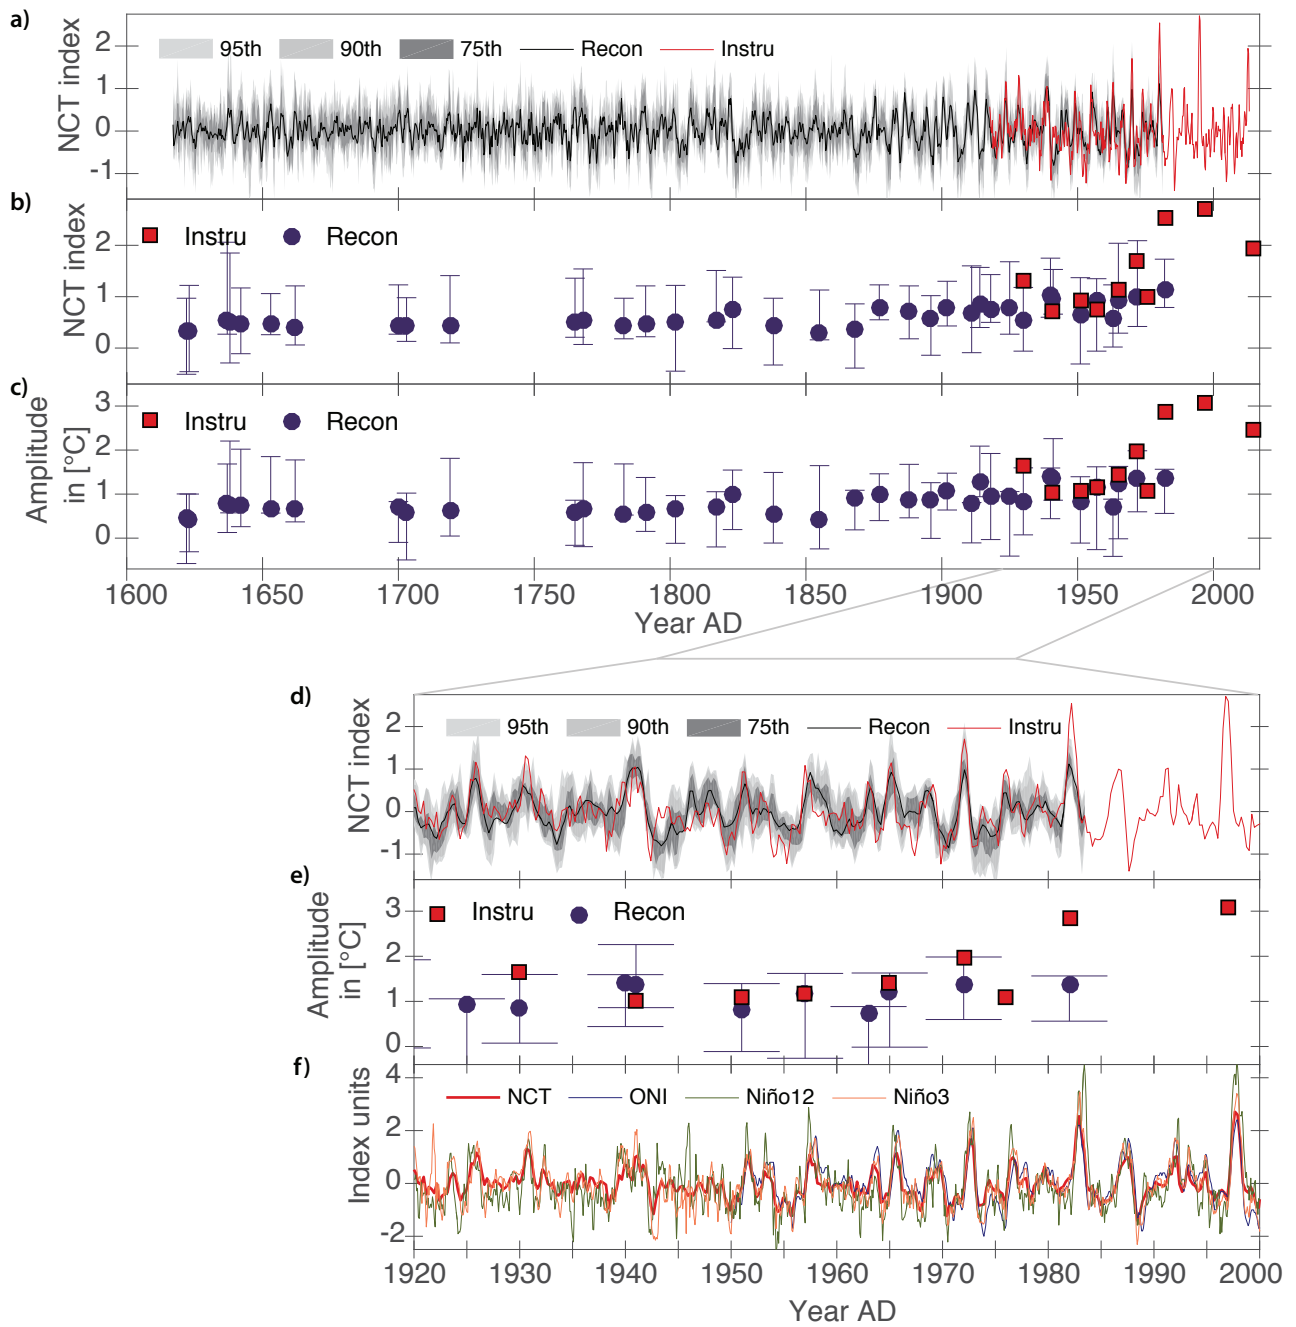 a)
NCT index
2
1
0
-1
95th 90th 75th Recon Instru
b)
NCT index
2
1
0
Instru Recon
c)
Amplitude
in [°C]
3
2
1
0
Instru Recon
1600 1650 1700 1750 1800 1850 1900 1950 2000
Year AD
d)
NCT index
2
1
0
-1
95th 90th 75th Recon Instru
e)
Amplitude
in [°C]
3
2
1
0
Instru Recon
f)
Index units
4
2
0
-2
NCT ONI Niño12 Niño3
1920 1930 1940 1950 1960 1970 1980 1990 2000
Year AD